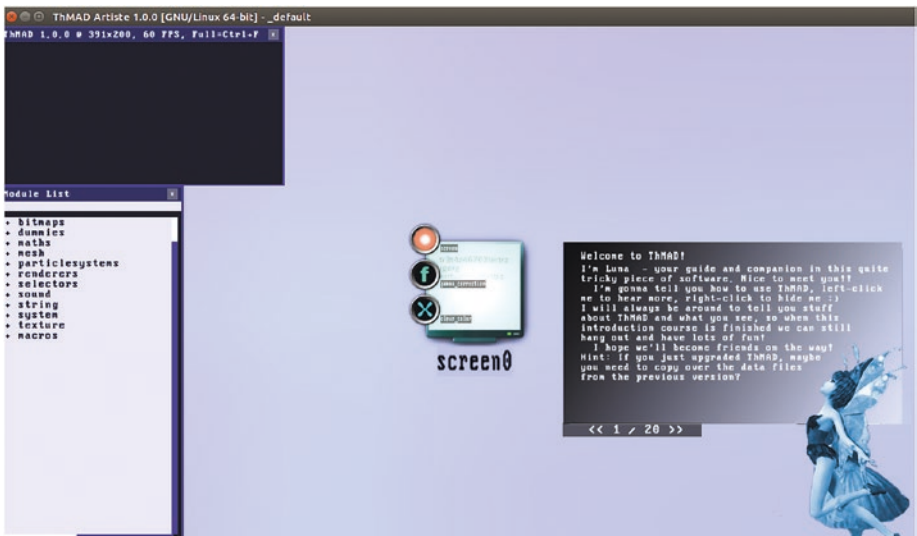 ThMAD Artiste 1.0.0 [GNU/Linux 64-bit] - _default
ThMAD 1.0.0 @ 391x200, 60 FPS, Full=Ctrl+F x
Module List x
+ bitmaps
+ dummies
+ maths
+ mesh
+ particlesystems
+ renderers
+ selectors
+ sound
+ string
+ system
+ texture
+ macros
screen
f
gamma_correction
clear_color
screen0
Welcome to ThMAD!
I'm Luna - your guide and companion in this quite
tricky piece of software. Nice to meet you!!
I'm gonna tell you how to use ThMAD, left-click
me to hear more, right-click to hide me :)
I will always be around to tell you stuff
about ThMAD and what you see, so when this
introduction course is finished we can still
hang out and have lots of fun!
I hope we'll become friends on the way!
Hint: If you just upgraded ThMAD, maybe
you need to copy over the data files
from the previous version?
<< 1 / 20 >>